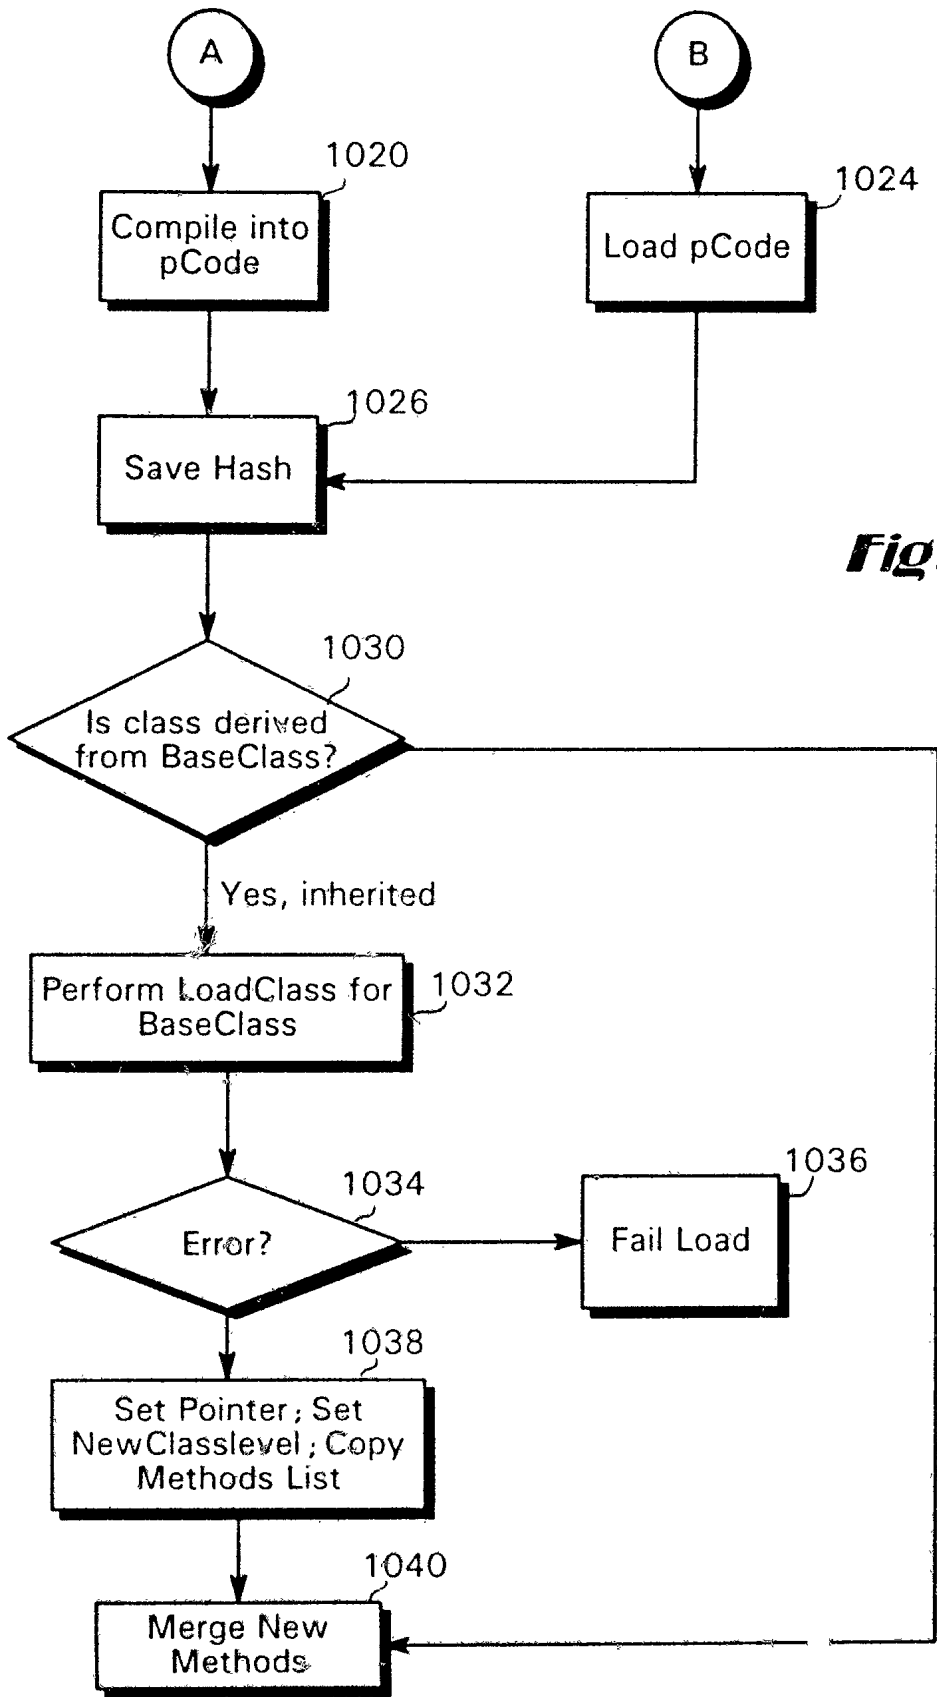 A
B
1020
1024
Compile into
pCode
Load pCode
1026
Save Hash
Fig.
1030
Is class derived
from BaseClass?
Yes, inherited
1032
Perform LoadClass for
BaseClass
1034
1036
Error?
Fail Load
1038
Set Pointer; Set
NewClasslevel; Copy
Methods List
1040
Merge New
Methods